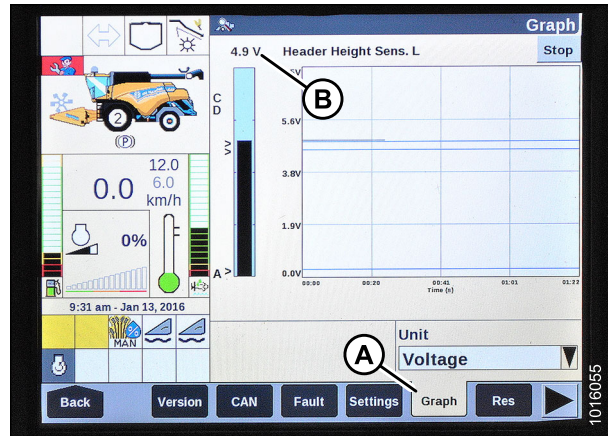 Graph
4.9 V
Header Height Sens. L
Stop
B
C
D
5.6V
2
(P)
3.8V
12.0
6.0
0.0
km/h
1.9V
0%
A
0.0V
00:00
00:20
00:41
01:01
01:22
Time (s)
9:31 am - Jan 13, 2016
MAN
%
A
Unit
Voltage
Back
Version
CAN
Fault
Settings
Graph
Res
1016055